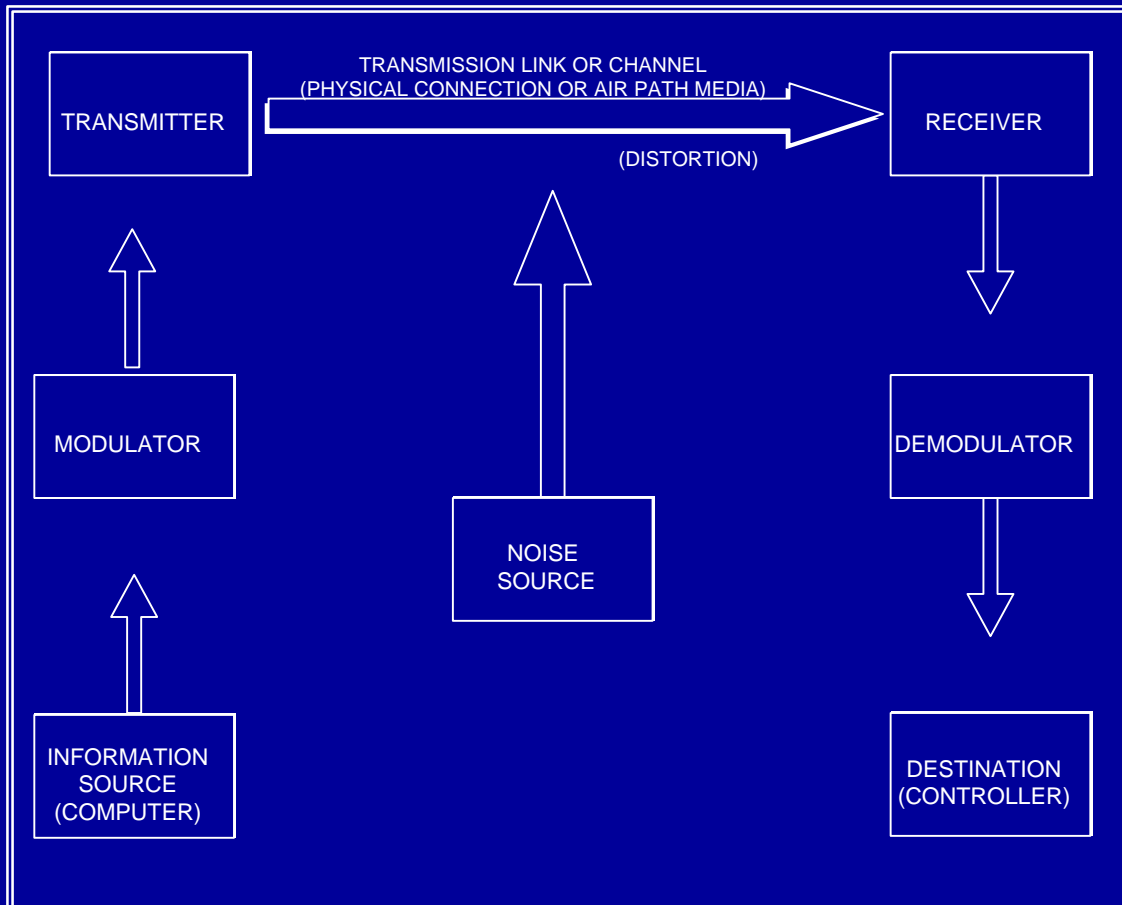 TRANSMISSION LINK OR CHANNEL
(PHYSICAL CONNECTION OR AIR PATH MEDIA)
TRANSMITTER
RECEIVER
(DISTORTION)
MODULATOR
DEMODULATOR
NOISE
SOURCE
INFORMATION
SOURCE
(COMPUTER)
DESTINATION
(CONTROLLER)